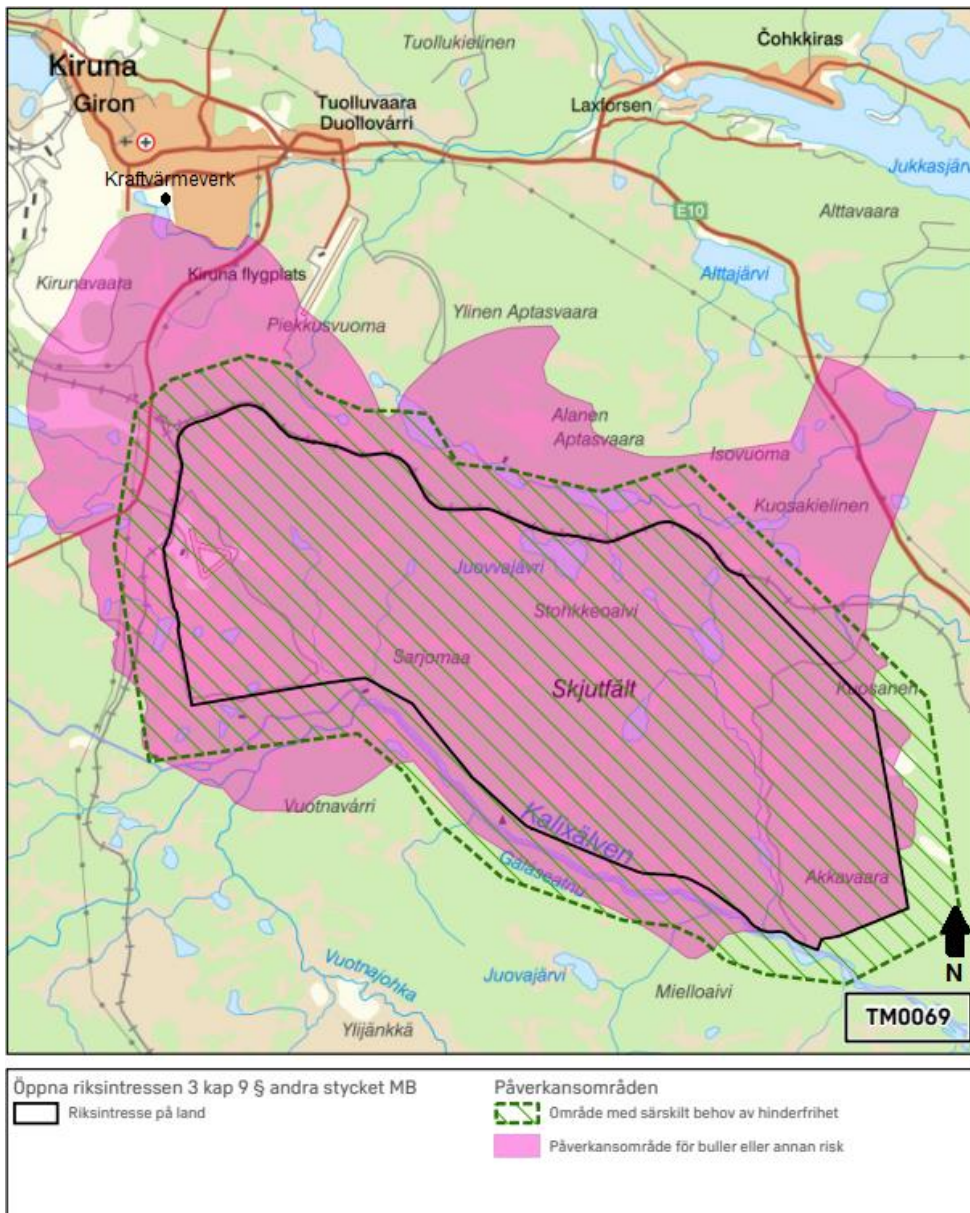 Kiruna
Giron
Tuollukielinen
Čohkkiras
Tuolluvaara
Duollovárri
Laxforsen
Kraftvärmeverk
Jukkasjärv
E10
Alttavaara
Alttajärvi
Kirunavaara
Kiruna flygplats
Piekkusvuoma
Ylinen Aptasvaara
Alanen
Aptasvaara
Isovuoma
Kuosakielinen
Juovvajávri
Stohkkeoaivi
Sarjomaa
Skjutfält
Kuosanen
Vuotnavárri
Kalixälven
Gáláseatnu
Akkavaara
Vuotnajohka
Juovajärvi
Mielloaivi
N
Ylijänkkä
TM0069
Öppna riksintressen 3 kap 9 § andra stycket MB
Riksintresse på land
Påverkansområden
Område med särskilt behov av hinderfrihet
Påverkansområde för buller eller annan risk